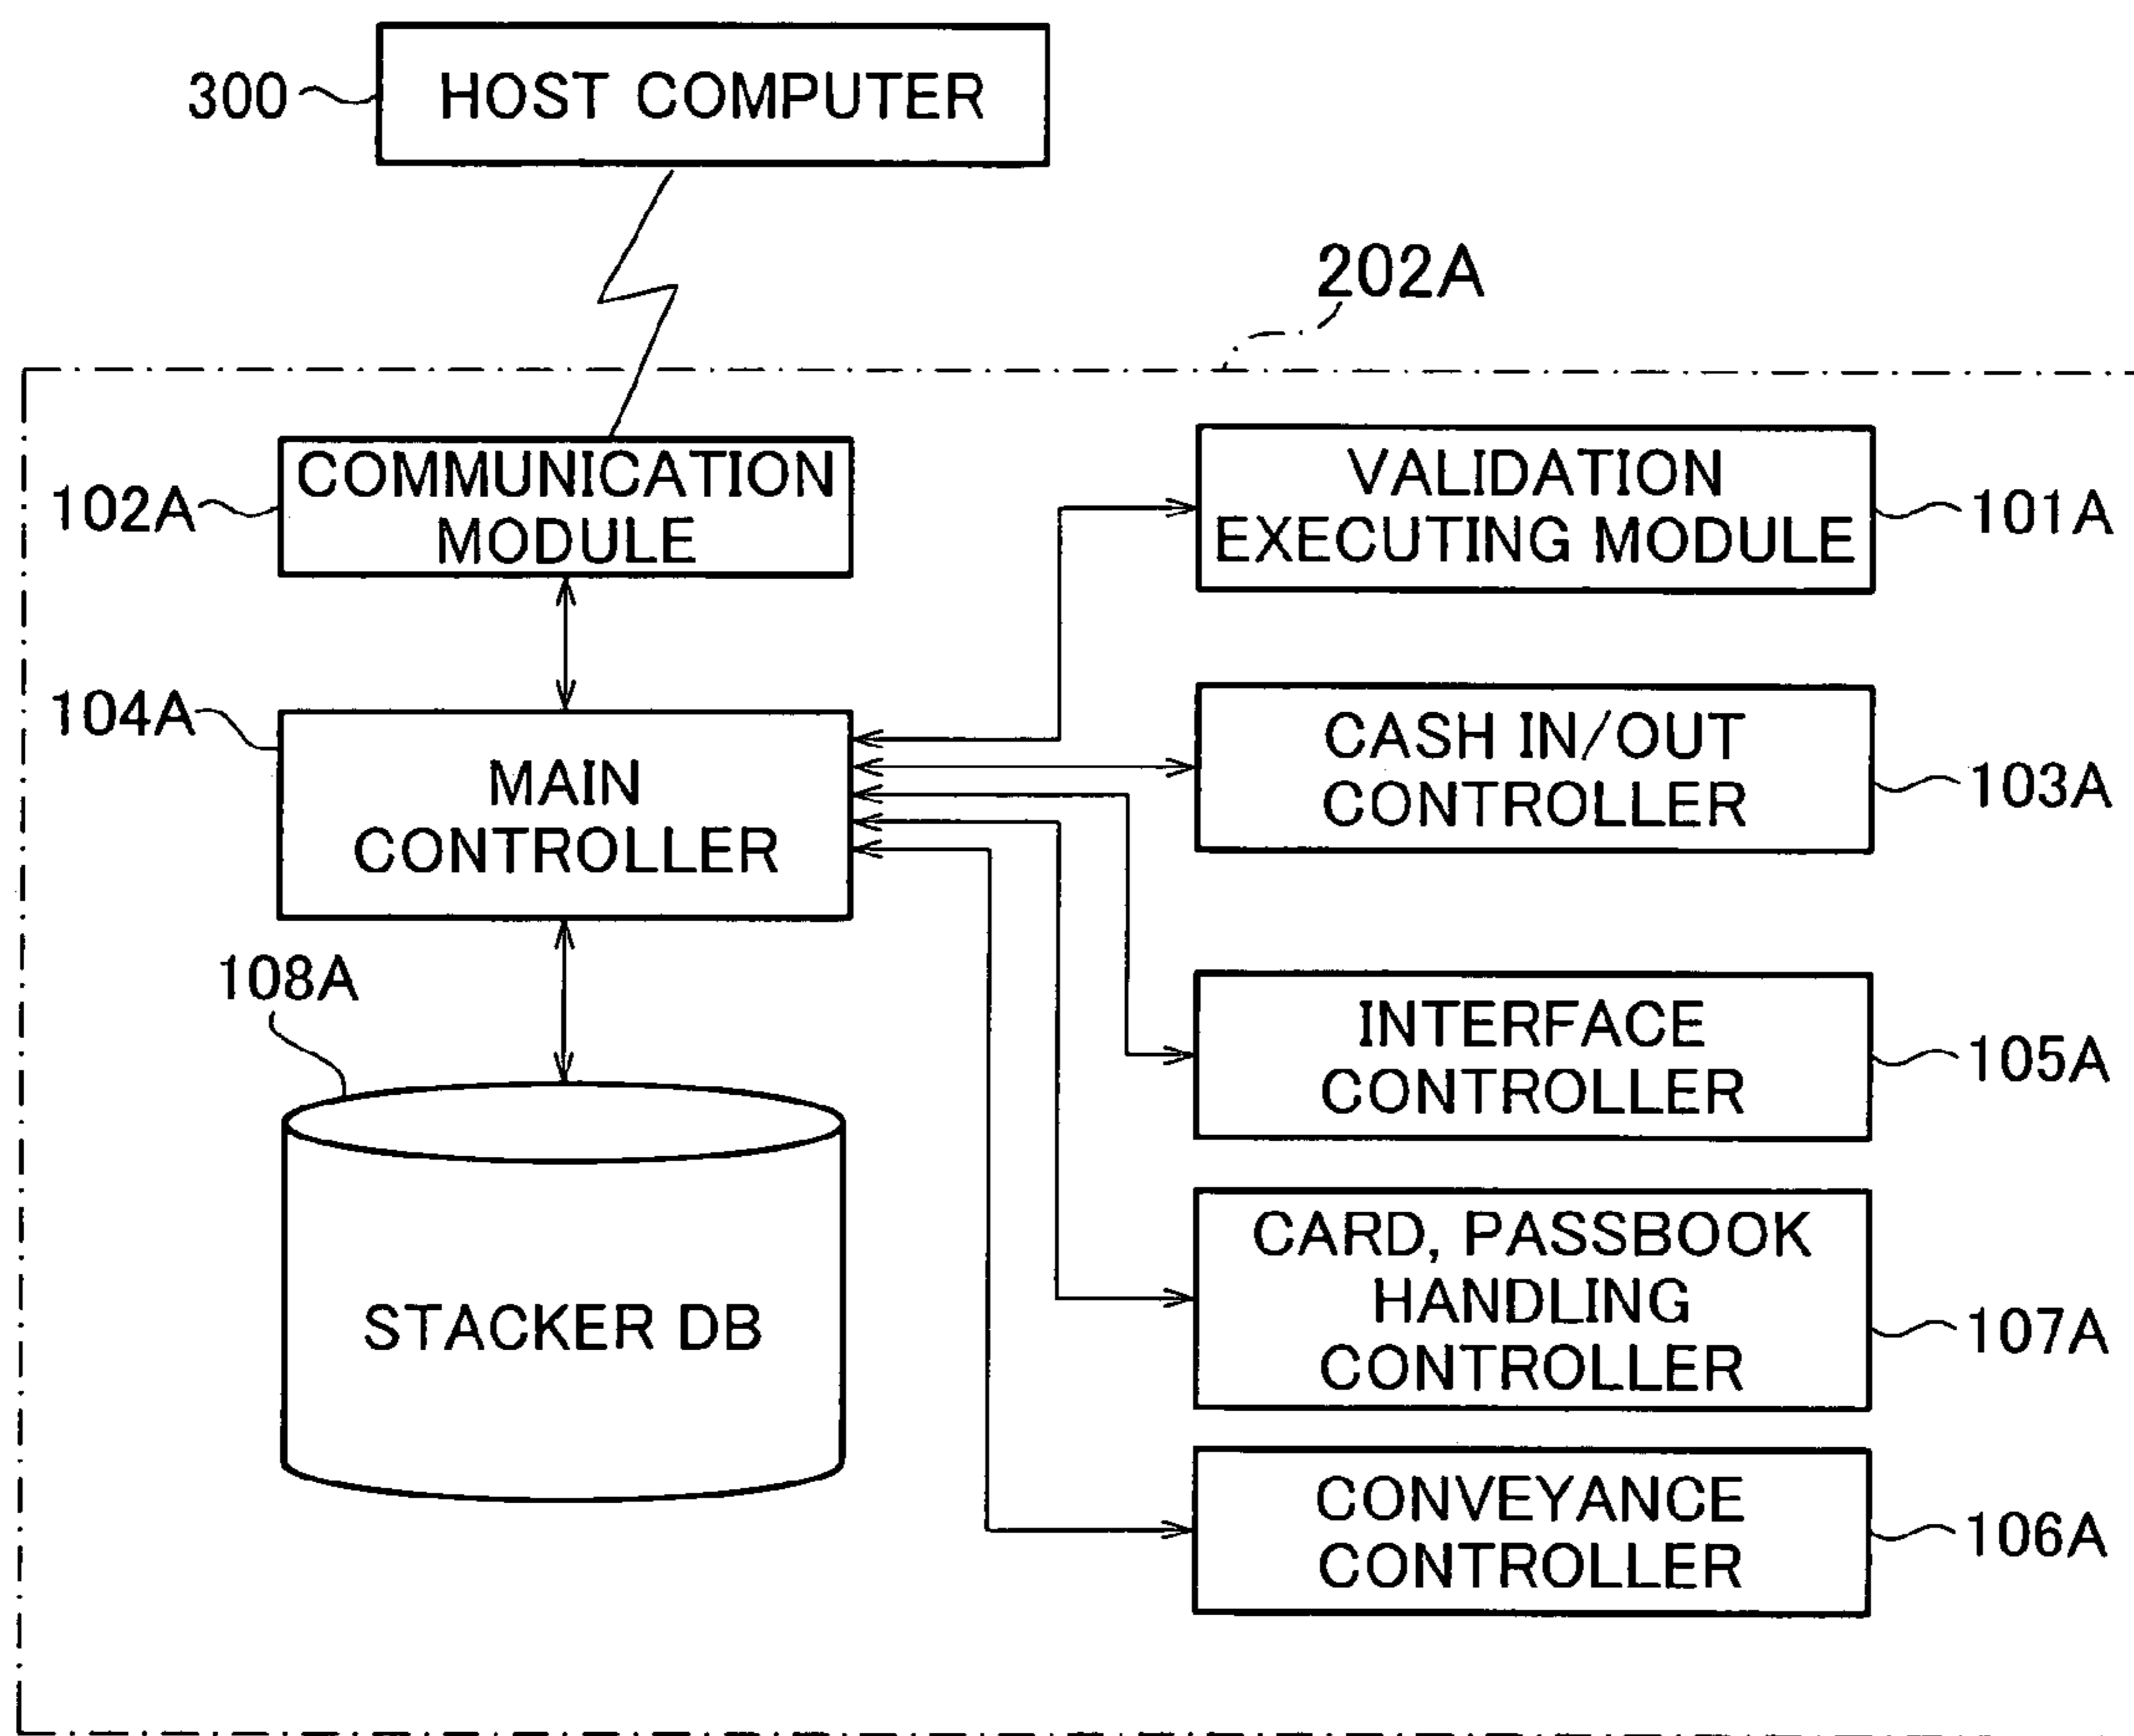 300
HOST COMPUTER
202A
102A
COMMUNICATION
MODULE
VALIDATION
EXECUTING MODULE
101A
104A
MAIN
CONTROLLER
CASH IN/OUT
CONTROLLER
103A
108A
STACKER DB
INTERFACE
CONTROLLER
105A
CARD, PASSBOOK
HANDLING
CONTROLLER
107A
CONVEYANCE
CONTROLLER
106A